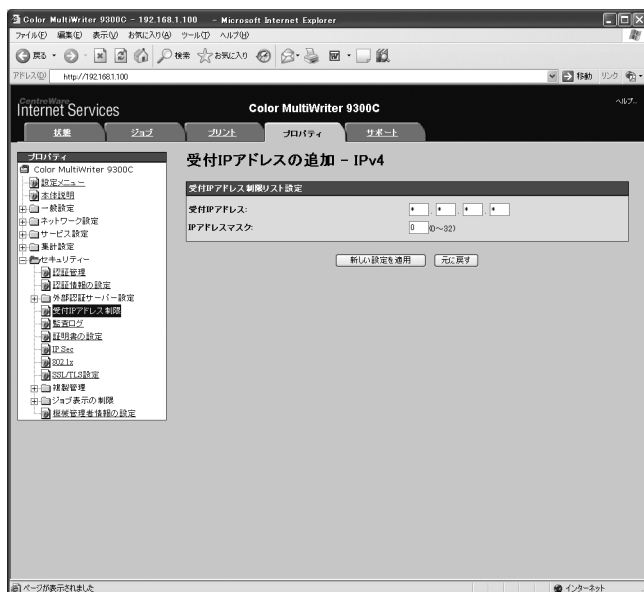 Color MultiWriter 9300C - 192.168.1.100 - Microsoft Internet Explorer
ファイル(F) 編集(E) 表示(V) お気に入り(A) ツール(T) ヘルプ(H)
戻る 検索 お気に入り
アドレス(D) http://192.168.1.100 移動 リンク
CentreWare
Internet Services
Color MultiWriter 9300C
ヘルプ...
状態 ジョブ プリント プロパティ サポート
プロパティ
Color MultiWriter 9300C
設定メニュー
本体説明
一般設定
ネットワーク設定
サービス設定
集計設定
セキュリティー
認証管理
認証情報の設定
外部認証サーバー設定
受付IPアドレス制限
監査ログ
証明書の設定
IP Sec
802.1x
SSL/TLS設定
複製管理
ジョブ表示の制限
機械管理者情報の設定
受付IPアドレスの追加 - IPv4
受付IPアドレス制限リスト設定
受付IPアドレス: * . * . * . *
IPアドレスマスク: 0 (0～32)
新しい設定を適用 元に戻す
ページが表示されました インターネット